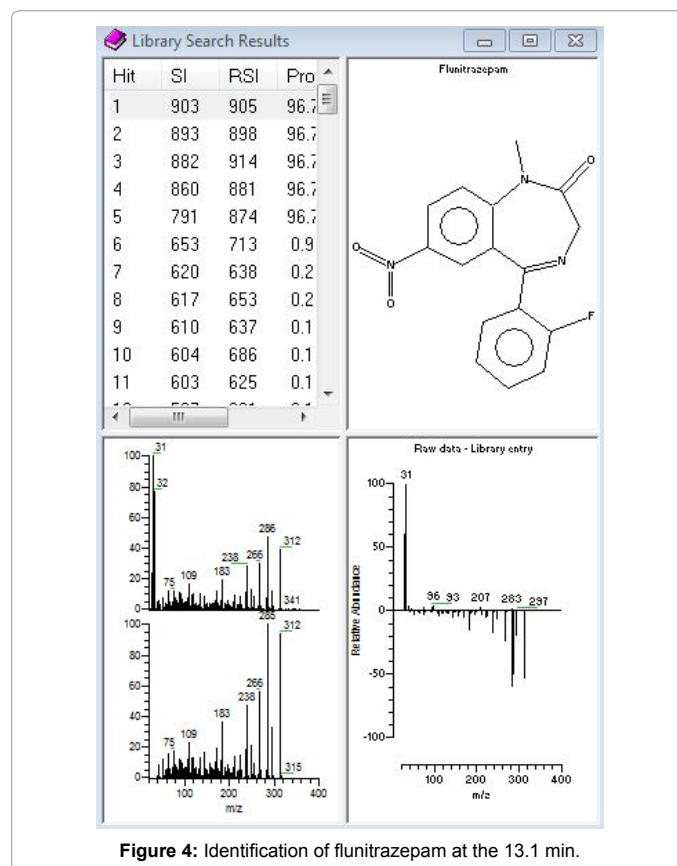 Library Search Results
Hit SI RSI Pro
1 903 905 96.7
2 893 898 96.7
3 882 914 96.7
4 860 881 96.7
5 791 874 96.7
6 653 713 0.9
7 620 638 0.2
8 617 653 0.2
9 610 637 0.1
10 604 686 0.1
11 603 625 0.1
Flunitrazepam
N
O
N
F
O
N
O
31
32
75
109
183
238
266
286
312
341
100
80
60
40
20
0
75
109
183
238
266
285
312
315
100
80
60
40
20
0
100 200 300 400
m/z
Raw data - Library entry
31
96 93 207 283 297
100
50
0
-50
-100
Relative Abundance
100 200 300 400
m/z
Figure 4: Identification of flunitrazepam at the 13.1 min.